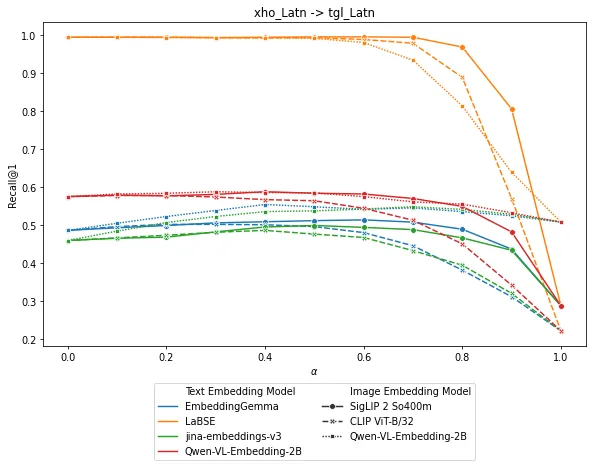 xho_Latn -> tgl_Latn
Recall@1
1.0
0.9
0.8
0.7
0.6
0.5
0.4
0.3
0.2
0.0 0.2 0.4 0.6 0.8 1.0
α
Text Embedding Model Image Embedding Model
EmbeddingGemma SigLIP 2 So400m
LaBSE CLIP ViT-B/32
jina-embeddings-v3 Qwen-VL-Embedding-2B
Qwen-VL-Embedding-2B